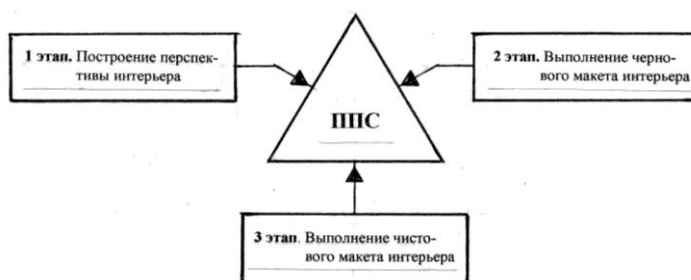 1 этап. Построение перспек-
тивы интерьера
2 этап. Выполнение черно-
вого макета интерьера
ППС
3 этап. Выполнение чисто-
вого макета интерьера